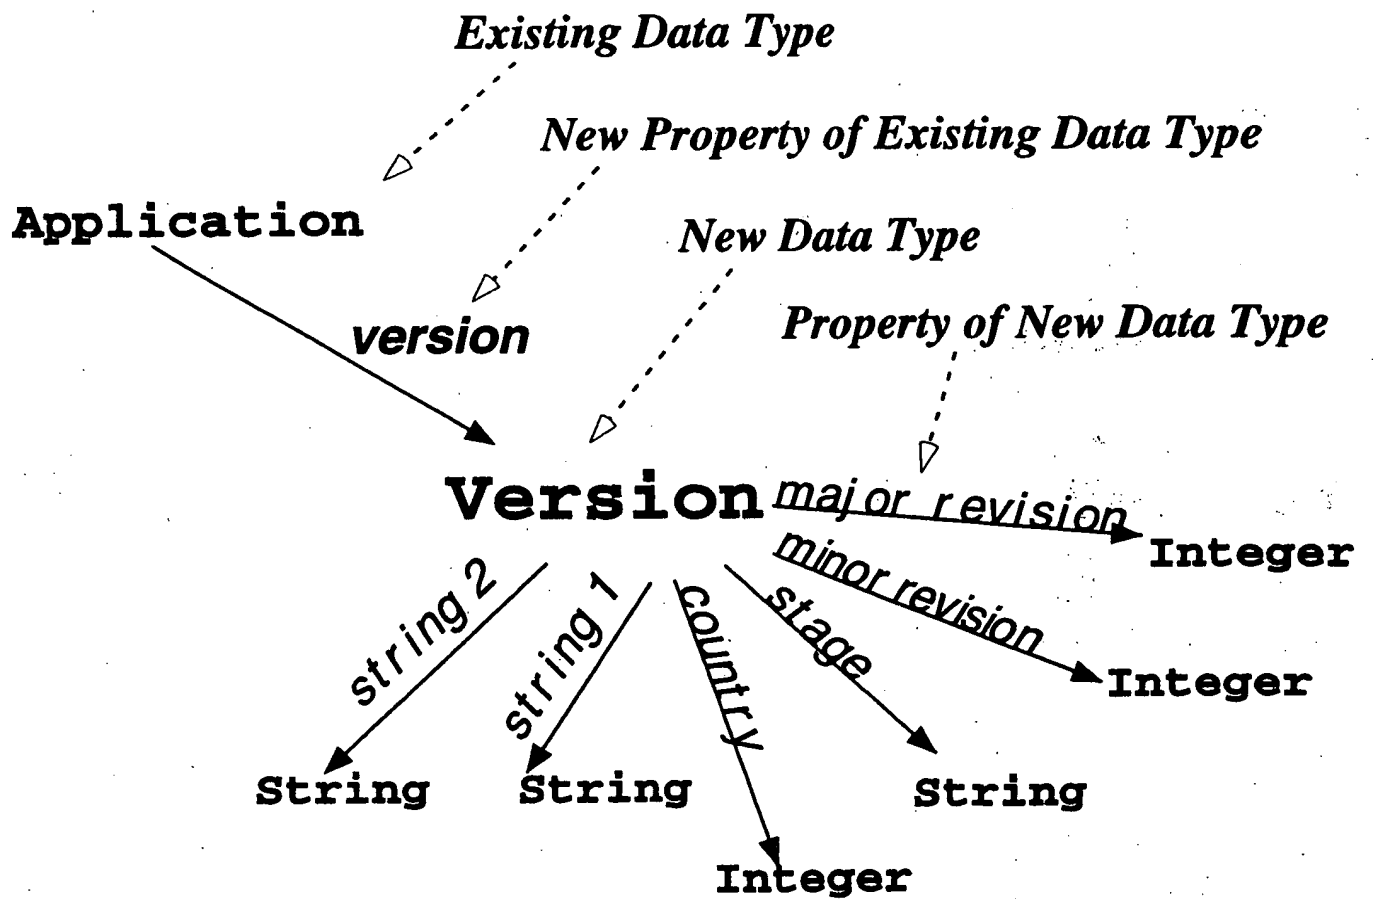 Existing Data Type
New Property of Existing Data Type
Application
New Data Type
version
Property of New Data Type
Version
major revision
Integer
minor revision
Integer
stage
String
country
Integer
string 1
String
string 2
String